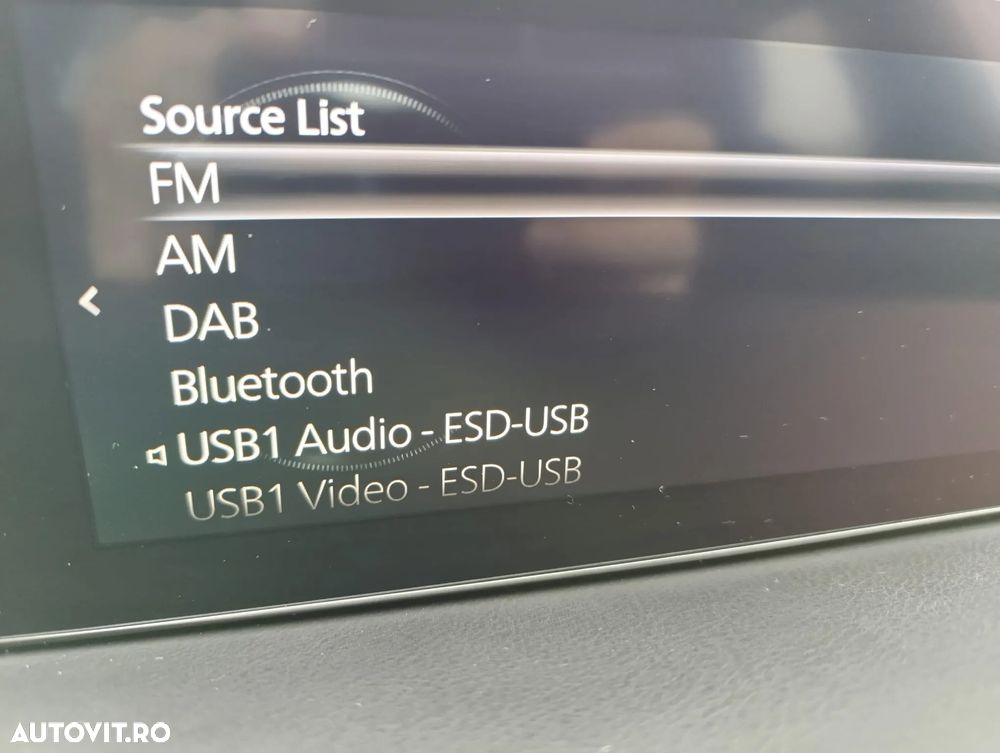 Source List
FM
AM
DAB
Bluetooth
USB1 Audio - ESD-USB
USB1 Video - ESD-USB
AUTOVIT.RO